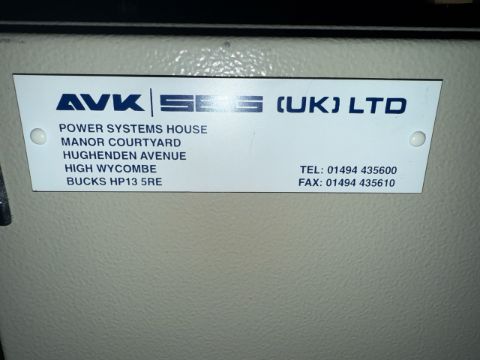 AVK | SEG (UK) LTD
POWER SYSTEMS HOUSE
MANOR COURTYARD
HUGHENDEN AVENUE
HIGH WYCOMBE
BUCKS HP13 5RE
TEL: 01494 435600
FAX: 01494 435610